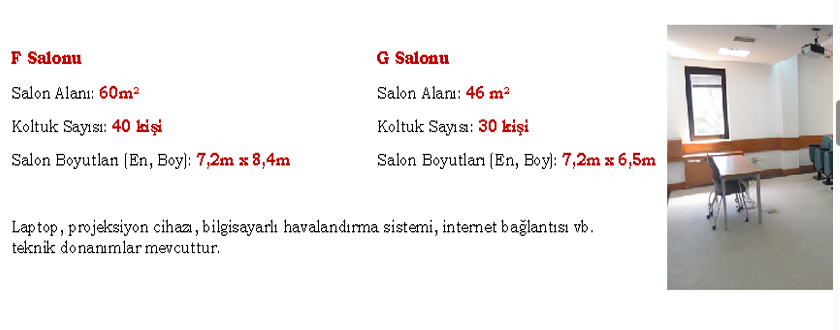 F Salonu
Salon Alanı: 60m²
Koltuk Sayısı: 40 kişi
Salon Boyutları (En, Boy): 7,2m x 8,4m
G Salonu
Salon Alanı: 46 m²
Koltuk Sayısı: 30 kişi
Salon Boyutları (En, Boy): 7,2m x 6,5m
Laptop, projeksiyon cihazı, bilgisayarlı havalandırma sistemi, internet bağlantısı vb.
teknik donanımlar mevcuttur.